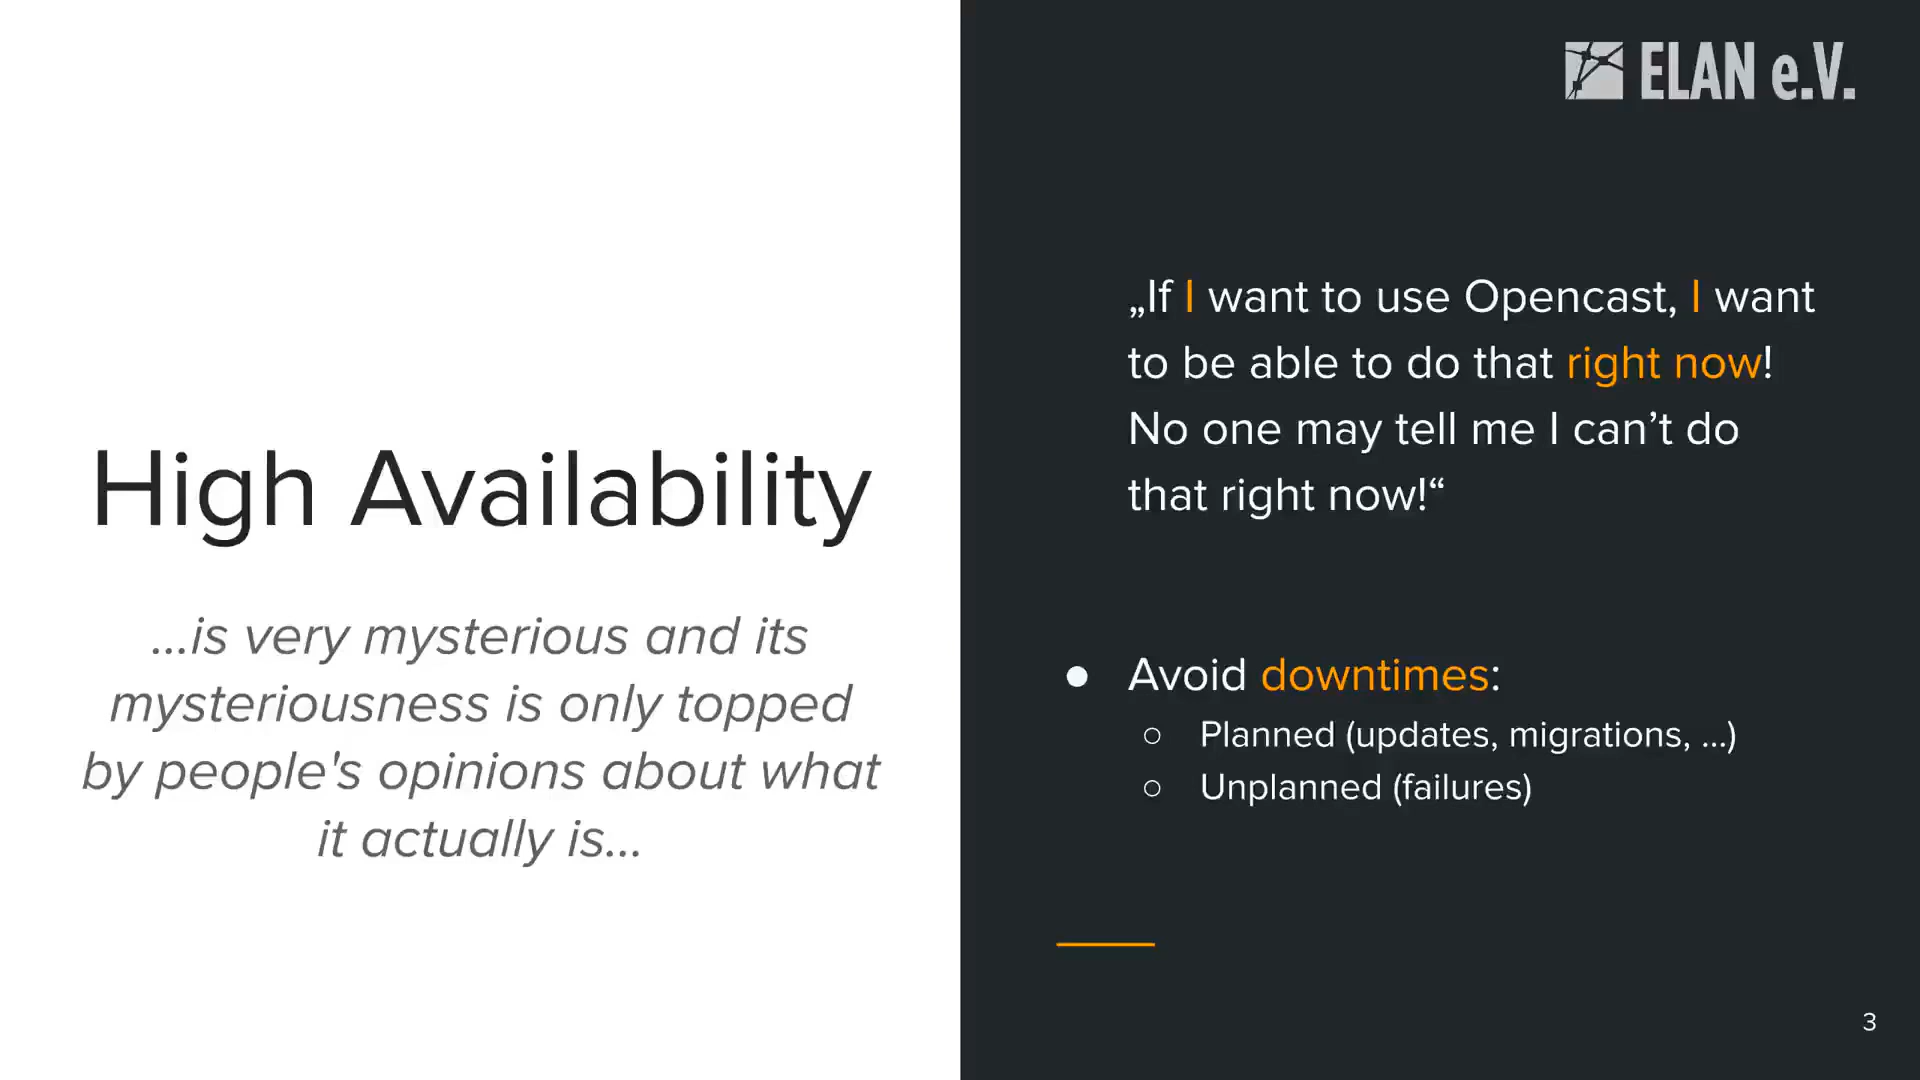 High Availability
...is very mysterious and its
mysteriousness is only topped
by people's opinions about what
it actually is...
ELAN e.V.
„If I want to use Opencast, I want
to be able to do that right now!
No one may tell me I can’t do
that right now!“
● Avoid downtimes:
○ Planned (updates, migrations, ...)
○ Unplanned (failures)
3